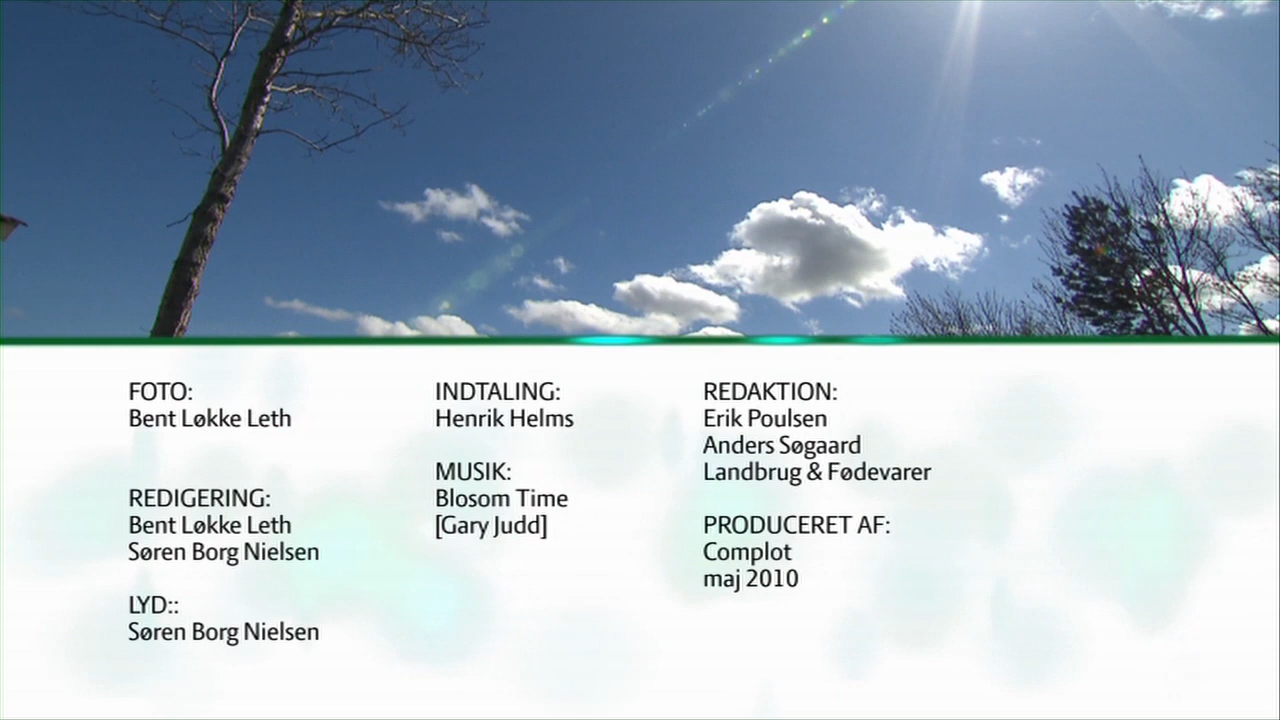 FOTO:
Bent Løkke Leth
REDIGERING:
Bent Løkke Leth
Søren Borg Nielsen
LYD::
Søren Borg Nielsen
INDTALING:
Henrik Helms
MUSIK:
Blosom Time
[Gary Judd]
REDAKTION:
Erik Poulsen
Anders Søgaard
Landbrug & Fødevarer
PRODUCERET AF:
Complot
maj 2010